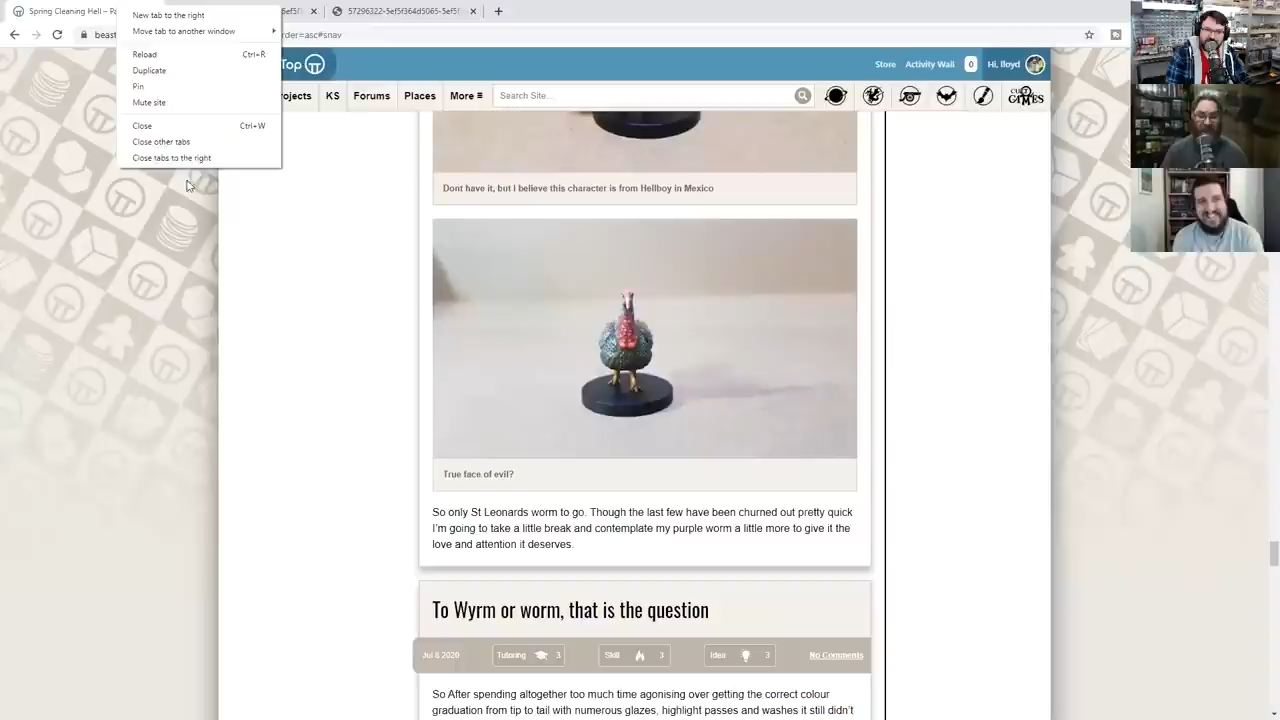 Spring Cleaning Hell – Pa
5ef5!
57296322-5ef5f364d5065-5ef5!
beast
rder=asc#snav
New tab to the right
Move tab to another window
Reload Ctrl+R
Duplicate
Pin
Mute site
Close Ctrl+W
Close other tabs
Close tabs to the right
Top
Store Activity Wall 0 Hi, lloyd
ojects KS Forums Places More Search Site...
Dont have it, but i believe this character is from Hellboy in Mexico
True face of evil?
So only St Leonards worm to go. Though the last few have been churned out pretty quick
I'm going to take a little break and contemplate my purple worm a little more to give it the
love and attention it deserves.
To Wyrm or worm, that is the question
Jul 8 2020 Tutoring 3 Skill 3 Idea 3 No Comments
So After spending altogether too much time agonising over getting the correct colour
graduation from tip to tail with numerous glazes, highlight passes and washes it still didn't